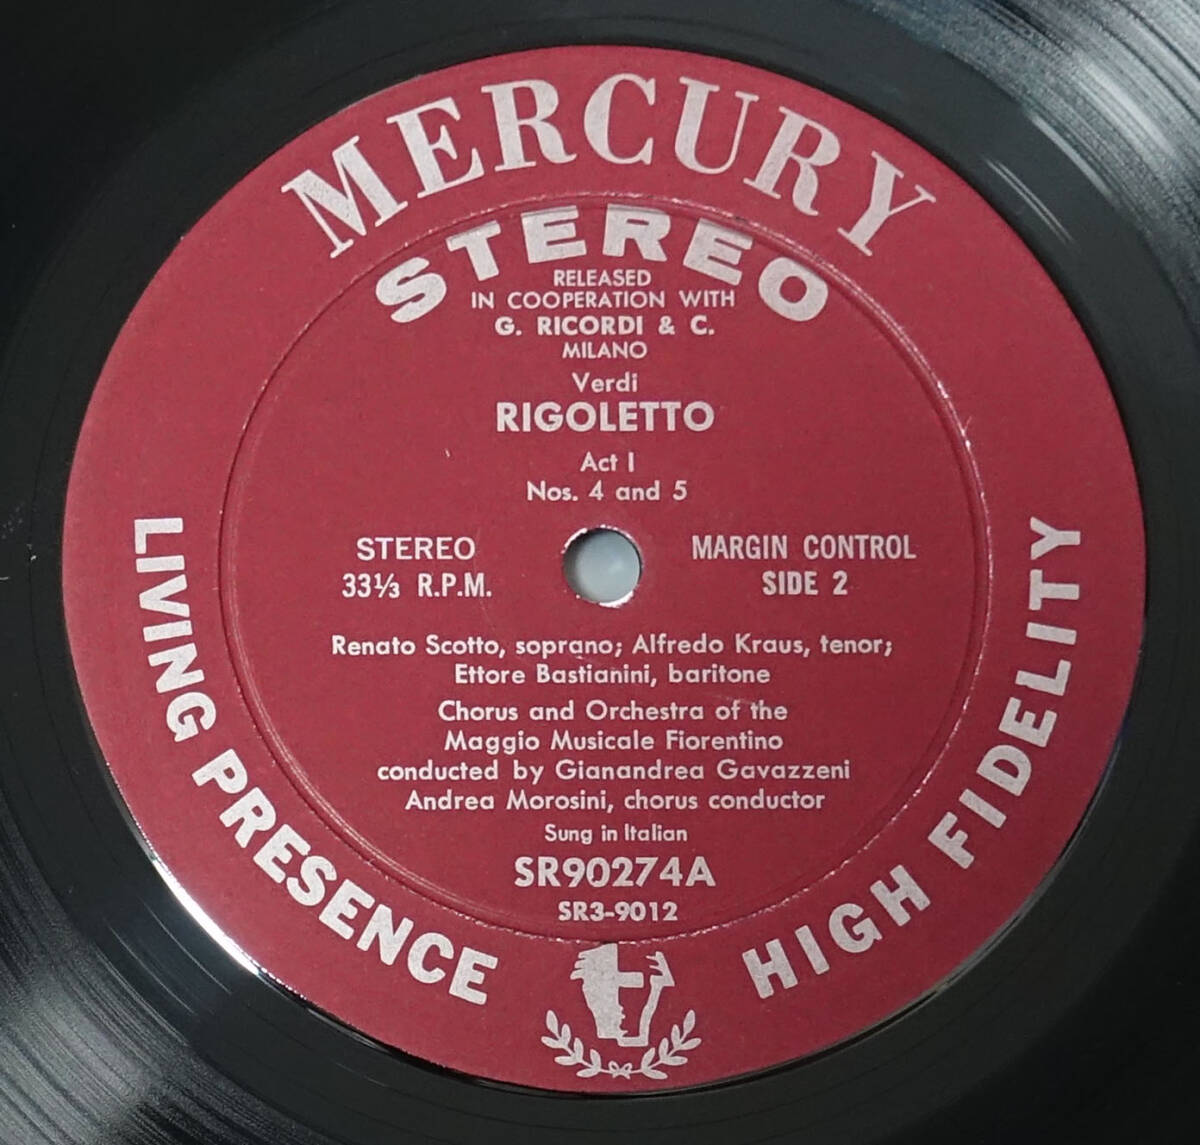 MERCURY
STEREO
RELEASED
IN COOPERATION WITH
G. RICORDI & C.
MILANO
Verdi
RIGOLETTO
Act I
Nos. 4 and 5
STEREO
33⅓ R.P.M.
MARGIN CONTROL
SIDE 2
Renato Scotto, soprano; Alfredo Kraus, tenor;
Ettore Bastianini, baritone
Chorus and Orchestra of the
Maggio Musicale Fiorentino
conducted by Gianandrea Gavazzeni
Andrea Morosini, chorus conductor
Sung in Italian
SR90274A
SR3-9012
LIVING PRESENCE
HIGH FIDELITY